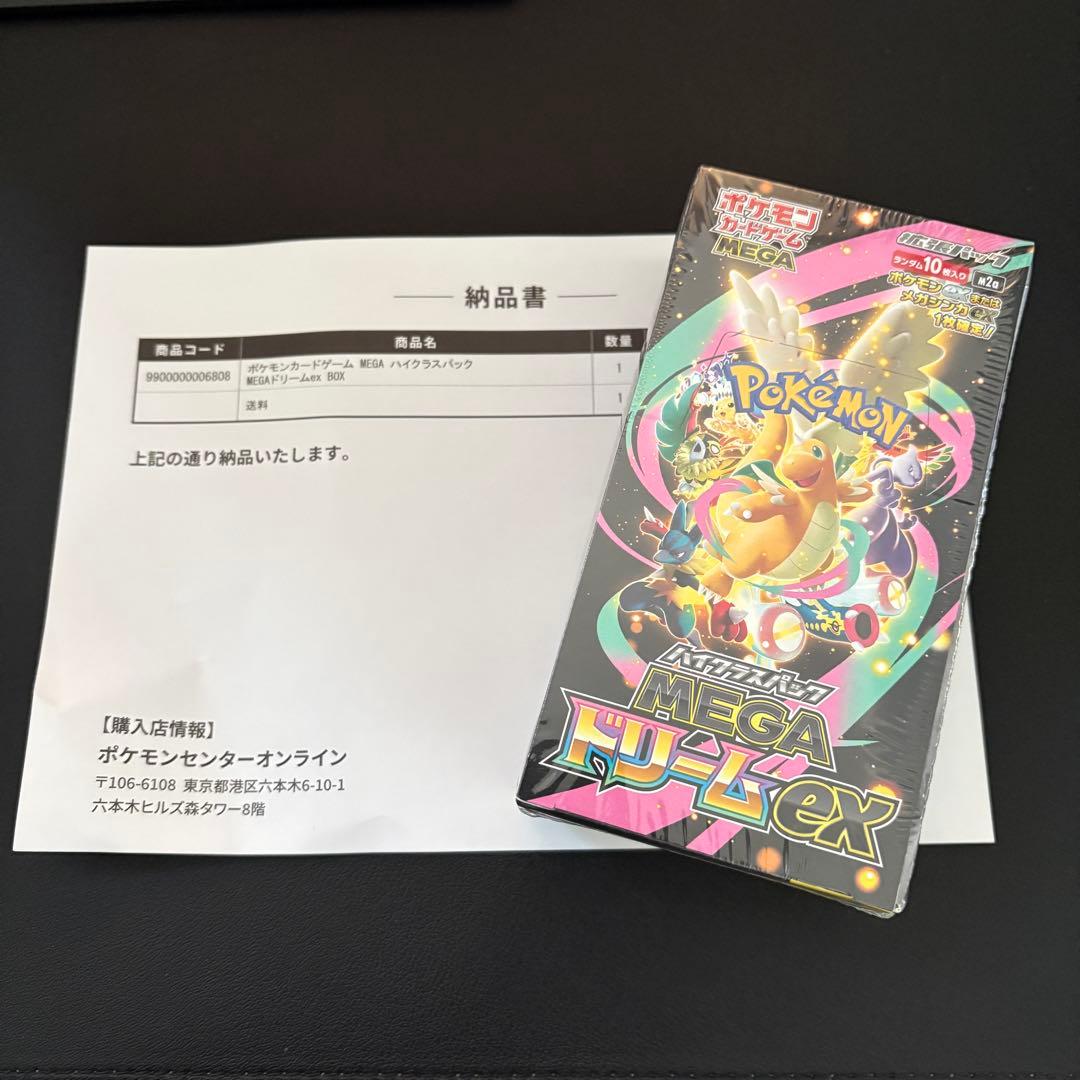 納品書
商品コード 商品名 数量
9900000006808 ポケモンカードゲーム MEGA ハイクラスパック 1
MEGAドリームex BOX
送料 1
上記の通り納品いたします。
【購入店情報】
ポケモンセンターオンライン
〒106-6108 東京都港区六本木6-10-1
六本木ヒルズ森タワー8階
ポケモン
カードゲーム
MEGA
拡張パック
ランダム10枚入り M2a
ポケモンexまたは
メガシンカex
1枚確定!
POKéMON
ハイクラスパック
MEGA
ドリームex